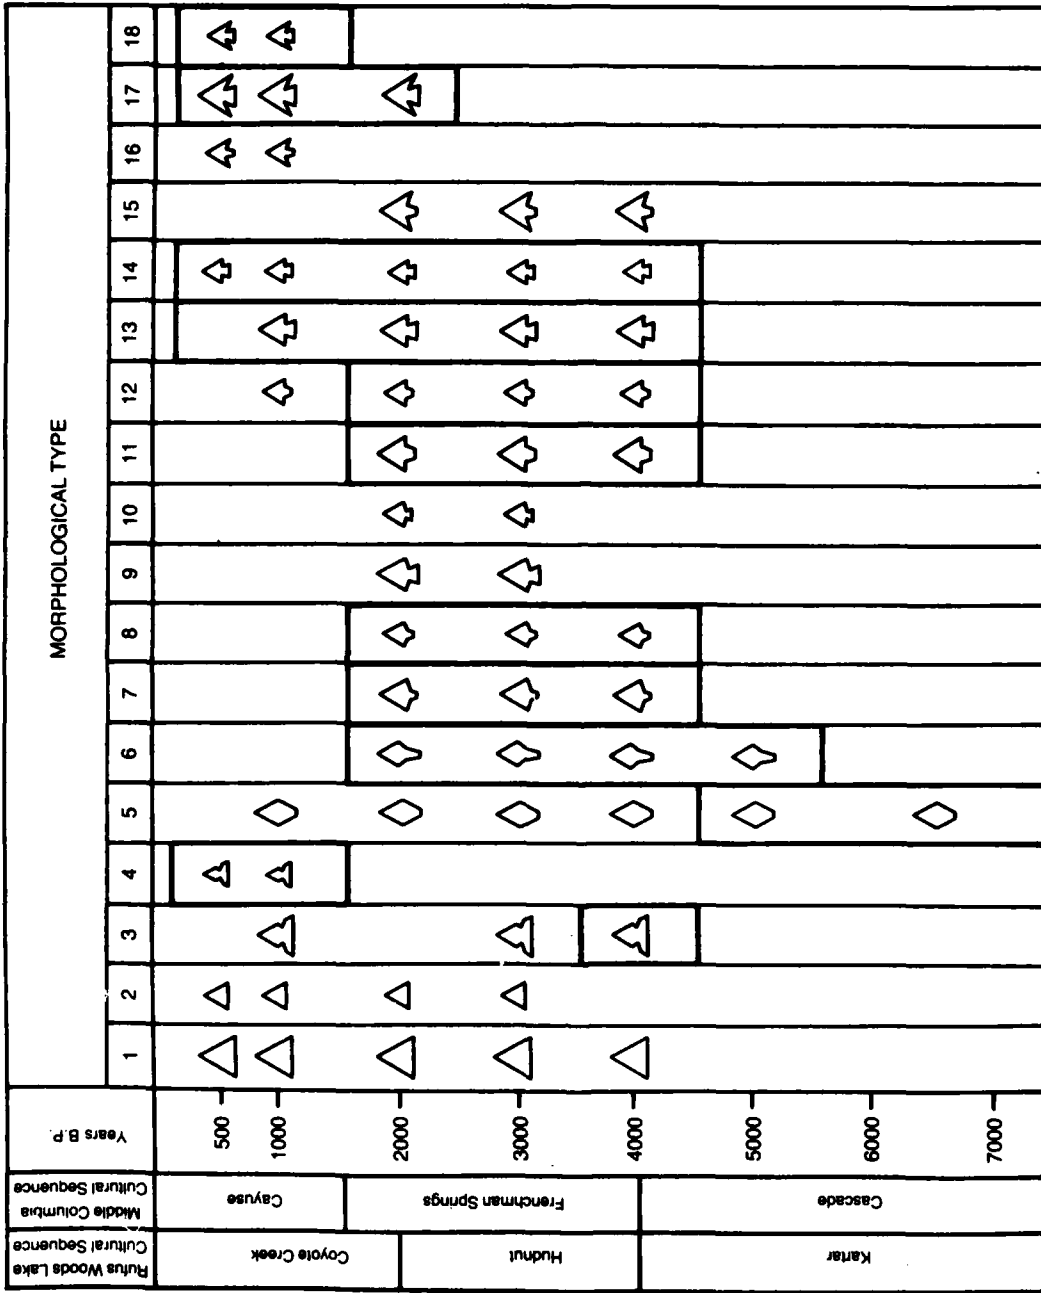 MORPHOLOGICAL TYPE
1 2 3 4 5 6 7 8 9 10 11 12 13 14 15 16 17 18
Years B.P.
500
1000
2000
3000
4000
5000
6000
7000
Middle Columbia
Cultural Sequence
Cayuse
Frenchman Springs
Cascade
Rufus Woods Lake
Cultural Sequence
Coyote Creek
Hudnut
Kartar